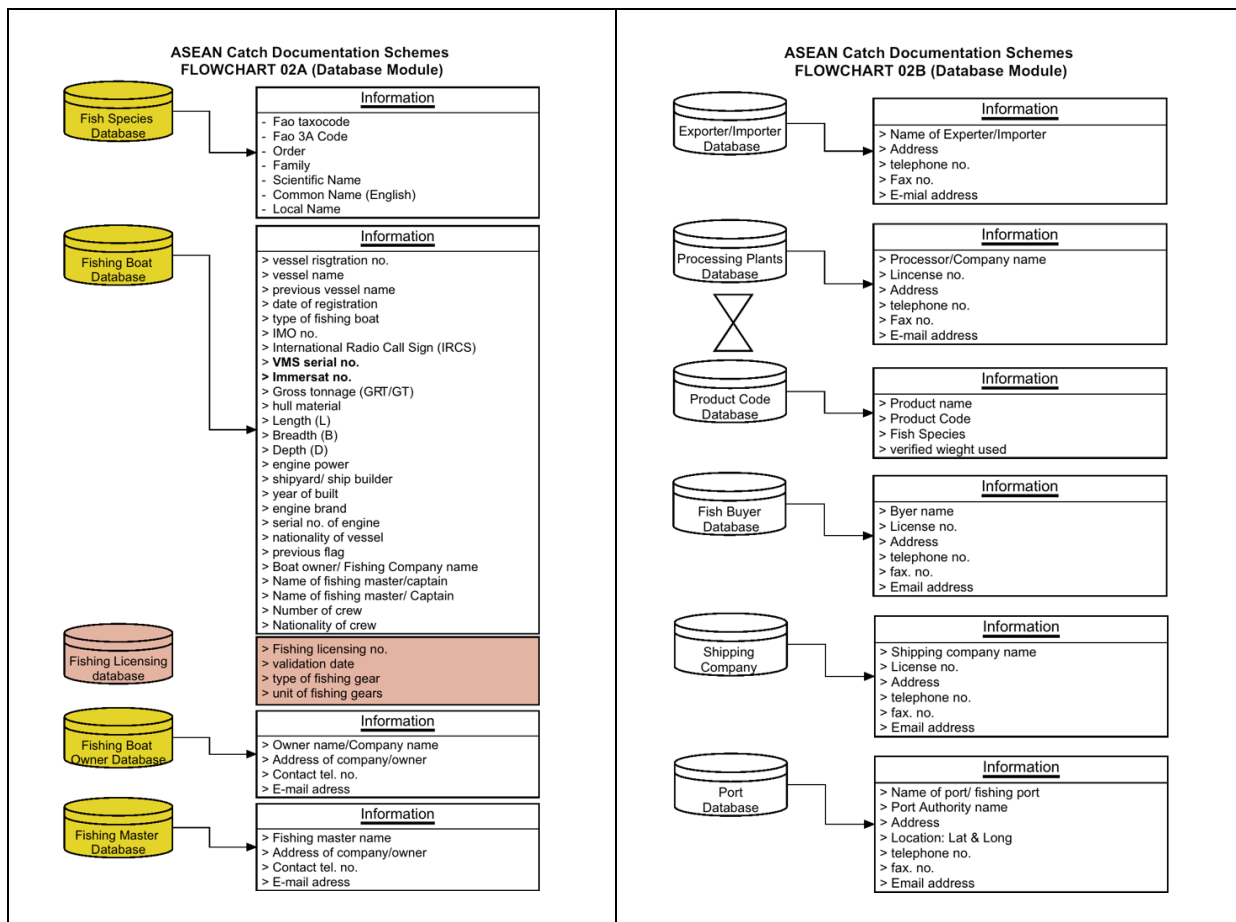 ASEAN Catch Documentation Schemes
FLOWCHART 02A (Database Module)
Fish Species
Database
Information
- Fao taxocode
- Fao 3A Code
- Order
- Family
- Scientific Name
- Common Name (English)
- Local Name
Fishing Boat
Database
Information
> vessel risgtration no.
> vessel name
> previous vessel name
> date of registration
> type of fishing boat
> IMO no.
> International Radio Call Sign (IRCS)
> VMS serial no.
> Immersat no.
> Gross tonnage (GRT/GT)
> hull material
> Length (L)
> Breadth (B)
> Depth (D)
> engine power
> shipyard/ ship builder
> year of built
> engine brand
> serial no. of engine
> nationality of vessel
> previous flag
> Boat owner/ Fishing Company name
> Name of fishing master/captain
> Name of fishing master/ Captain
> Number of crew
> Nationality of crew
Fishing Licensing
database
> Fishing licensing no.
> validation date
> type of fishing gear
> unit of fishing gears
Fishing Boat
Owner Database
Information
> Owner name/Company name
> Address of company/owner
> Contact tel. no.
> E-mail adress
Fishing Master
Database
Information
> Fishing master name
> Address of company/owner
> Contact tel. no.
> E-mail adress
ASEAN Catch Documentation Schemes
FLOWCHART 02B (Database Module)
Exporter/Importer
Database
Information
> Name of Experter/Importer
> Address
> telephone no.
> Fax no.
> E-mial address
Processing Plants
Database
Information
> Processor/Company name
> Lincense no.
> Address
> telephone no.
> Fax no.
> E-mail address
Product Code
Database
Information
> Product name
> Product Code
> Fish Species
> verified wieght used
Fish Buyer
Database
Information
> Byer name
> License no.
> Address
> telephone no.
> fax. no.
> Email address
Shipping
Company
Information
> Shipping company name
> License no.
> Address
> telephone no.
> fax. no.
> Email address
Port
Database
Information
> Name of port/ fishing port
> Port Authority name
> Address
> Location: Lat & Long
> telephone no.
> fax. no.
> Email address